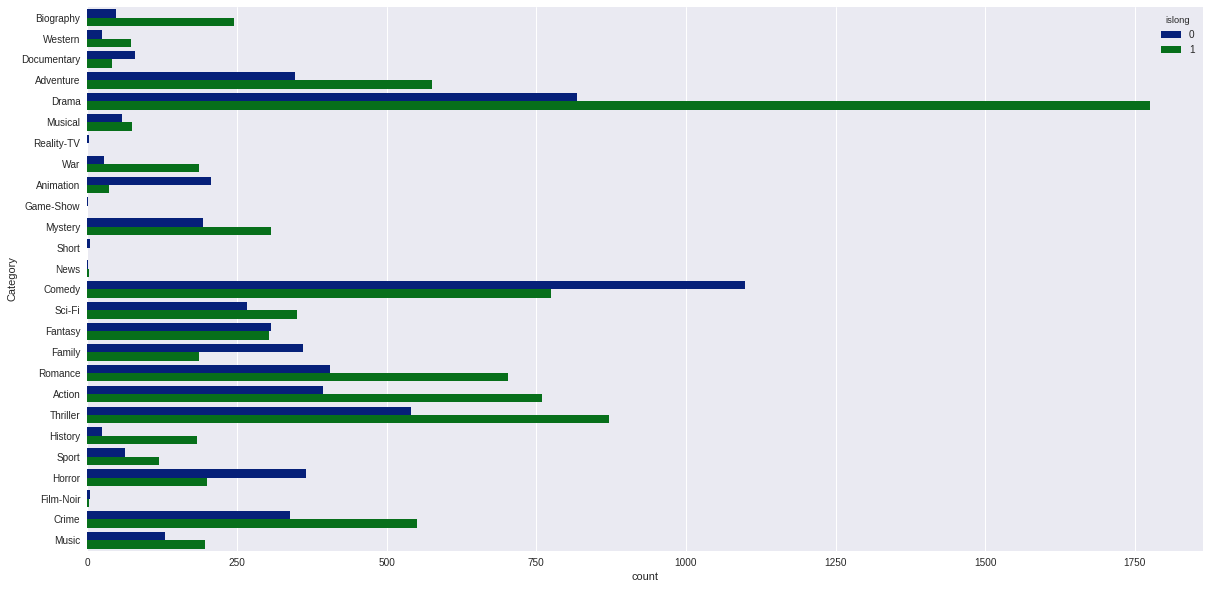 Biography
Western
Documentary
Adventure
Drama
Musical
Reality-TV
War
Animation
Game-Show
Mystery
Short
News
Comedy
Sci-Fi
Fantasy
Family
Romance
Action
Thriller
History
Sport
Horror
Film-Noir
Crime
Music
Category
0 250 500 750 1000 1250 1500 1750
count
islong
0
1